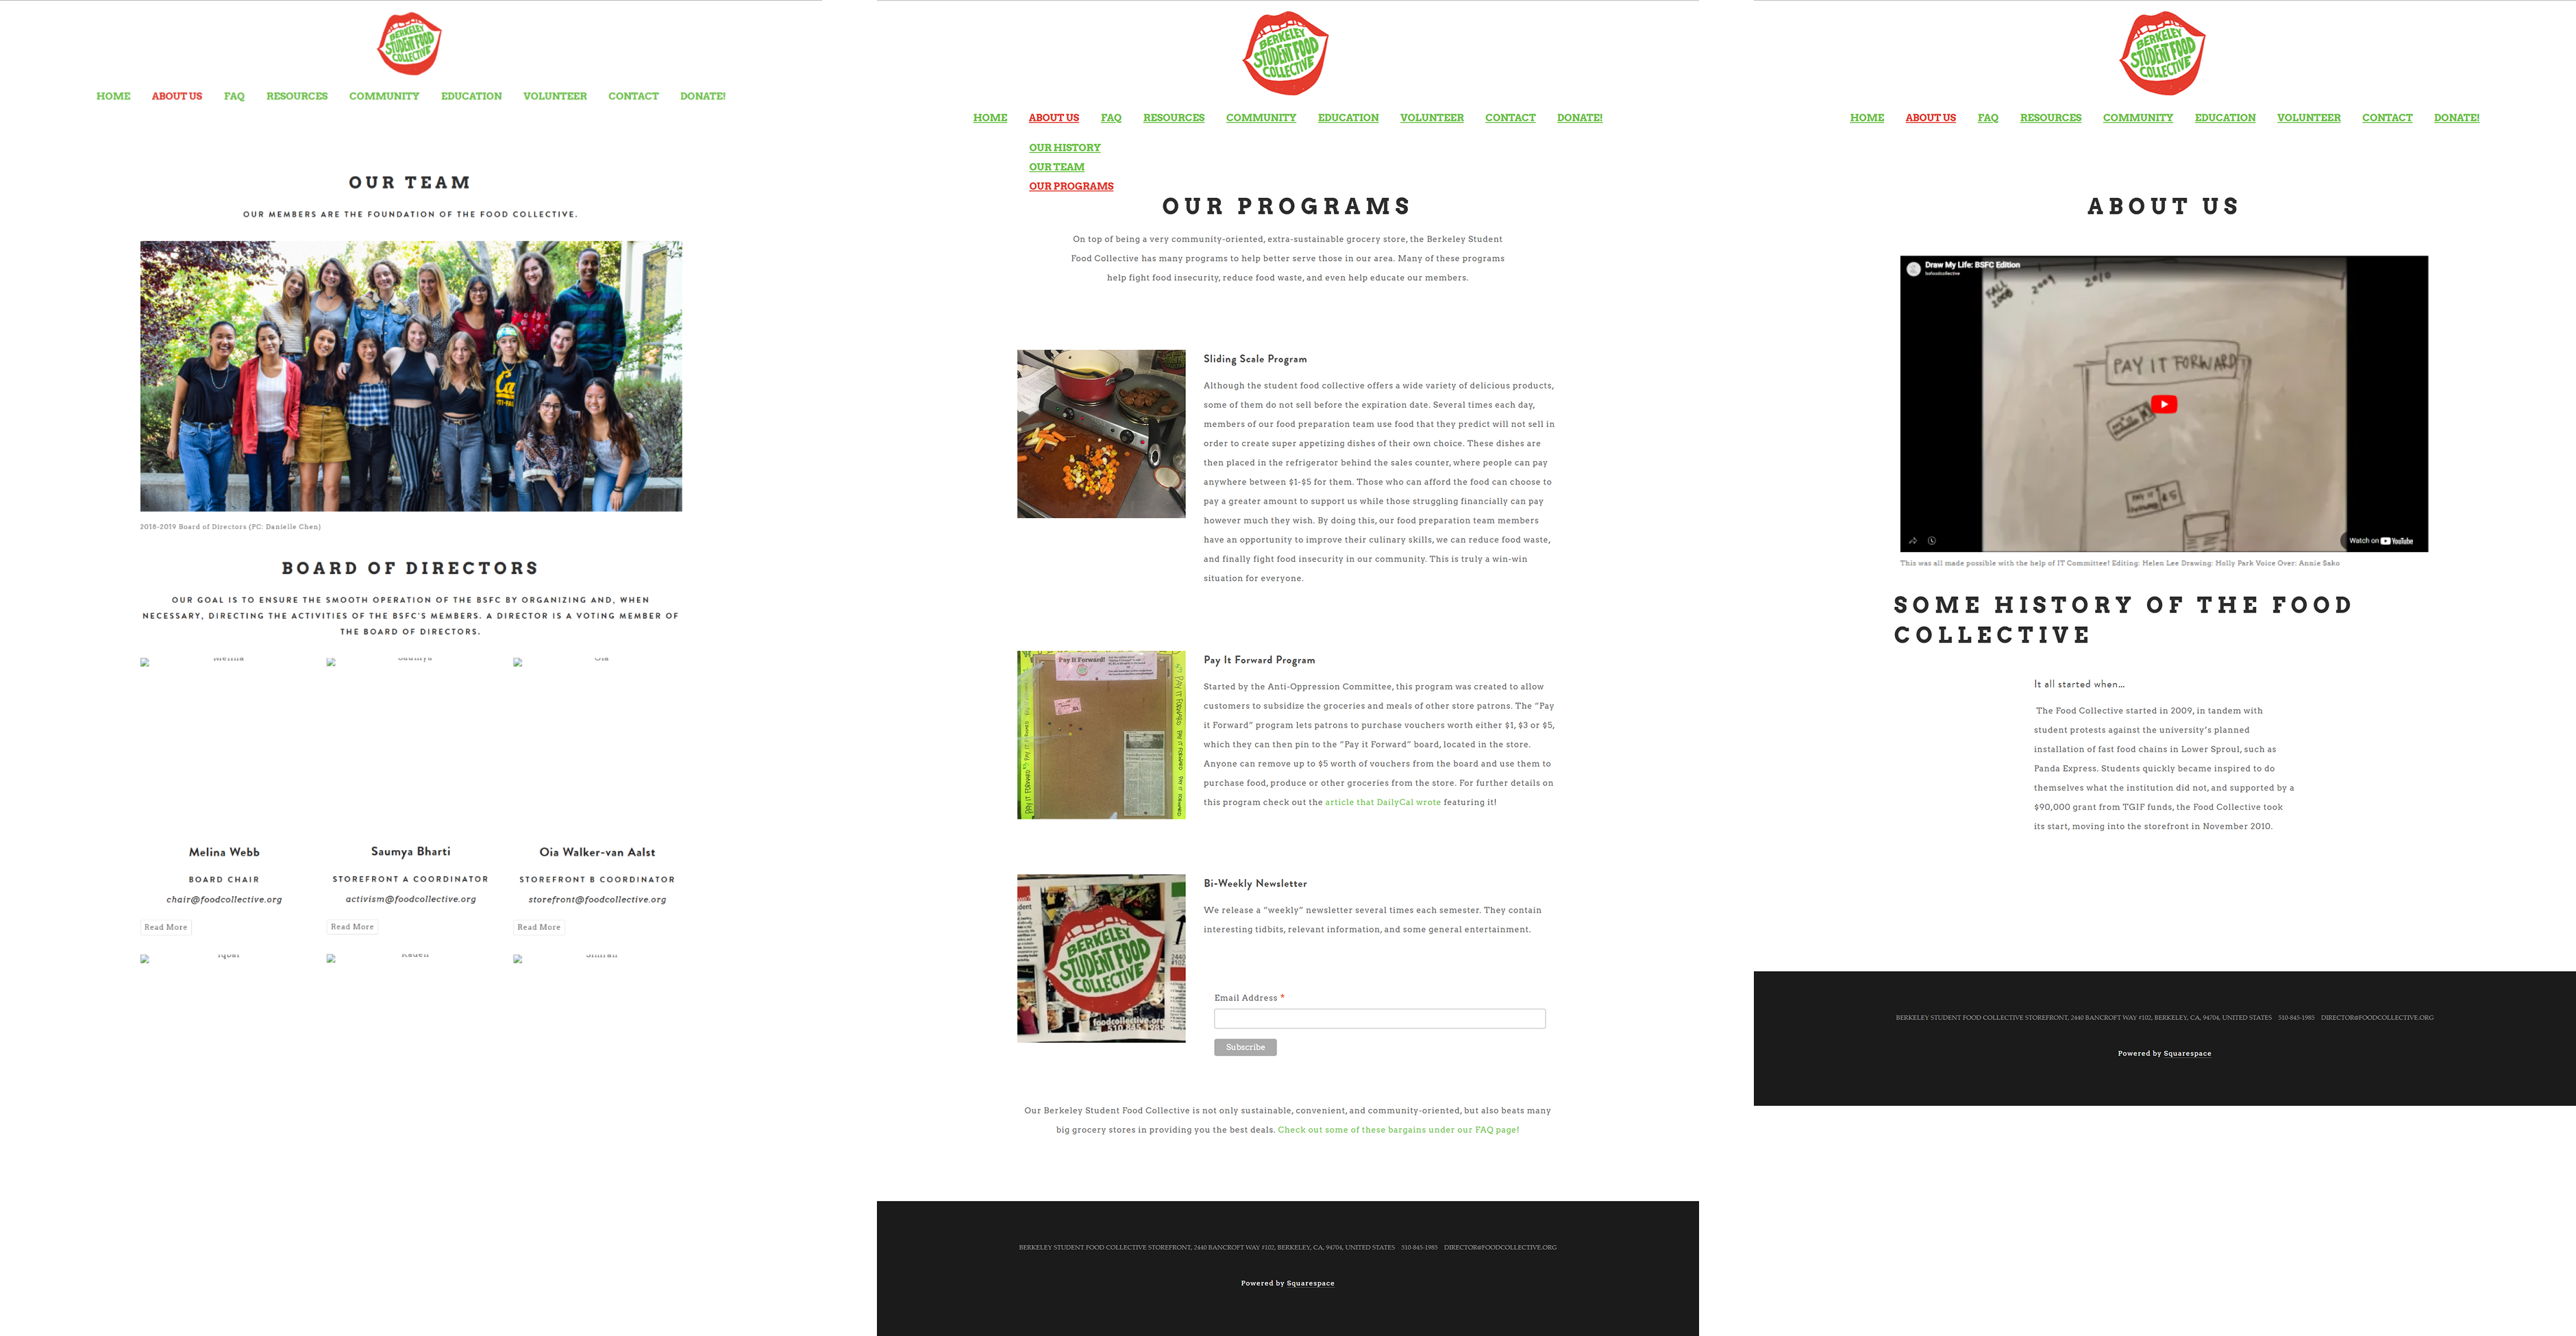 BERKELEY
STUDENT FOOD
COLLECTIVE
HOME ABOUT US FAQ RESOURCES COMMUNITY EDUCATION VOLUNTEER CONTACT DONATE!
OUR TEAM
OUR MEMBERS ARE THE FOUNDATION OF THE FOOD COLLECTIVE.
Cal
2018-2019 Board of Directors (PC: Danielle Chen)
BOARD OF DIRECTORS
OUR GOAL IS TO ENSURE THE SMOOTH OPERATION OF THE BSFC BY ORGANIZING AND, WHEN
NECESSARY, DIRECTING THE ACTIVITIES OF THE BSFC'S MEMBERS. A DIRECTOR IS A VOTING MEMBER OF
THE BOARD OF DIRECTORS.
Melina Saumya Oia
Melina Webb
BOARD CHAIR
chair@foodcollective.org
Read More
Saumya Bharti
STOREFRONT A COORDINATOR
activism@foodcollective.org
Read More
Oia Walker-van Aalst
STOREFRONT B COORDINATOR
storefront@foodcollective.org
Read More
BERKELEY
STUDENT FOOD
COLLECTIVE
HOME ABOUT US FAQ RESOURCES COMMUNITY EDUCATION VOLUNTEER CONTACT DONATE!
OUR HISTORY
OUR TEAM
OUR PROGRAMS
OUR PROGRAMS
On top of being a very community-oriented, extra-sustainable grocery store, the Berkeley Student
Food Collective has many programs to help better serve those in our area. Many of these programs
help fight food insecurity, reduce food waste, and even help educate our members.
Sliding Scale Program
Although the student food collective offers a wide variety of delicious products,
some of them do not sell before the expiration date. Several times each day,
members of our food preparation team use food that they predict will not sell in
order to create super appetizing dishes of their own choice. These dishes are
then placed in the refrigerator behind the sales counter, where people can pay
anywhere between $1-$5 for them. Those who can afford the food can choose to
pay a greater amount to support us while those struggling financially can pay
however much they wish. By doing this, our food preparation team members
have an opportunity to improve their culinary skills, we can reduce food waste,
and finally fight food insecurity in our community. This is truly a win-win
situation for everyone.
Pay It Forward!
PAY IT FORWARD
Pay It Forward Program
Started by the Anti-Oppression Committee, this program was created to allow
customers to subsidize the groceries and meals of other store patrons. The “Pay
it Forward” program lets patrons to purchase vouchers worth either $1, $3 or $5,
which they can then pin to the “Pay it Forward” board, located in the store.
Anyone can remove up to $5 worth of vouchers from the board and use them to
purchase food, produce or other groceries from the store. For further details on
this program check out the article that DailyCal wrote featuring it!
BERKELEY
STUDENT FOOD
COLLECTIVE
foodcollective.org
510-845-1985
Bi-Weekly Newsletter
We release a “weekly” newsletter several times each semester. They contain
interesting tidbits, relevant information, and some general entertainment.
Email Address *
Subscribe
Our Berkeley Student Food Collective is not only sustainable, convenient, and community-oriented, but also beats many
big grocery stores in providing you the best deals. Check out some of these bargains under our FAQ page!
BERKELEY STUDENT FOOD COLLECTIVE STOREFRONT, 2440 BANCROFT WAY #102, BERKELEY, CA, 94704, UNITED STATES 510-845-1985 DIRECTOR@FOODCOLLECTIVE.ORG
Powered by Squarespace
BERKELEY
STUDENT FOOD
COLLECTIVE
HOME ABOUT US FAQ RESOURCES COMMUNITY EDUCATION VOLUNTEER CONTACT DONATE!
ABOUT US
Draw My Life: BSFC Edition
FALL
2008
2009
2010
PAY IT FORWARD
PAY IT
$5
Watch on YouTube
This was all made possible with the help of IT Committee! Editing: Helen Lee Drawing: Holly Park Voice Over: Annie Sako
SOME HISTORY OF THE FOOD
COLLECTIVE
It all started when...
The Food Collective started in 2009, in tandem with
student protests against the university’s planned
installation of fast food chains in Lower Sproul, such as
Panda Express. Students quickly became inspired to do
themselves what the institution did not, and supported by a
$90,000 grant from TGIF funds, the Food Collective took
its start, moving into the storefront in November 2010.
BERKELEY STUDENT FOOD COLLECTIVE STOREFRONT, 2440 BANCROFT WAY #102, BERKELEY, CA, 94704, UNITED STATES 510-845-1985 DIRECTOR@FOODCOLLECTIVE.ORG
Powered by Squarespace